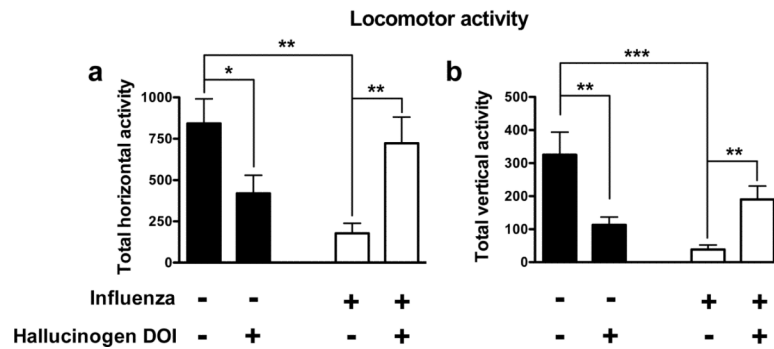 Locomotor activity
a
**
*
**
Total horizontal activity
1000
750
500
250
0
b
***
**
**
Total vertical activity
500
400
300
200
100
0
Influenza - - + + - - + +
Hallucinogen DOI - + - + - + - +